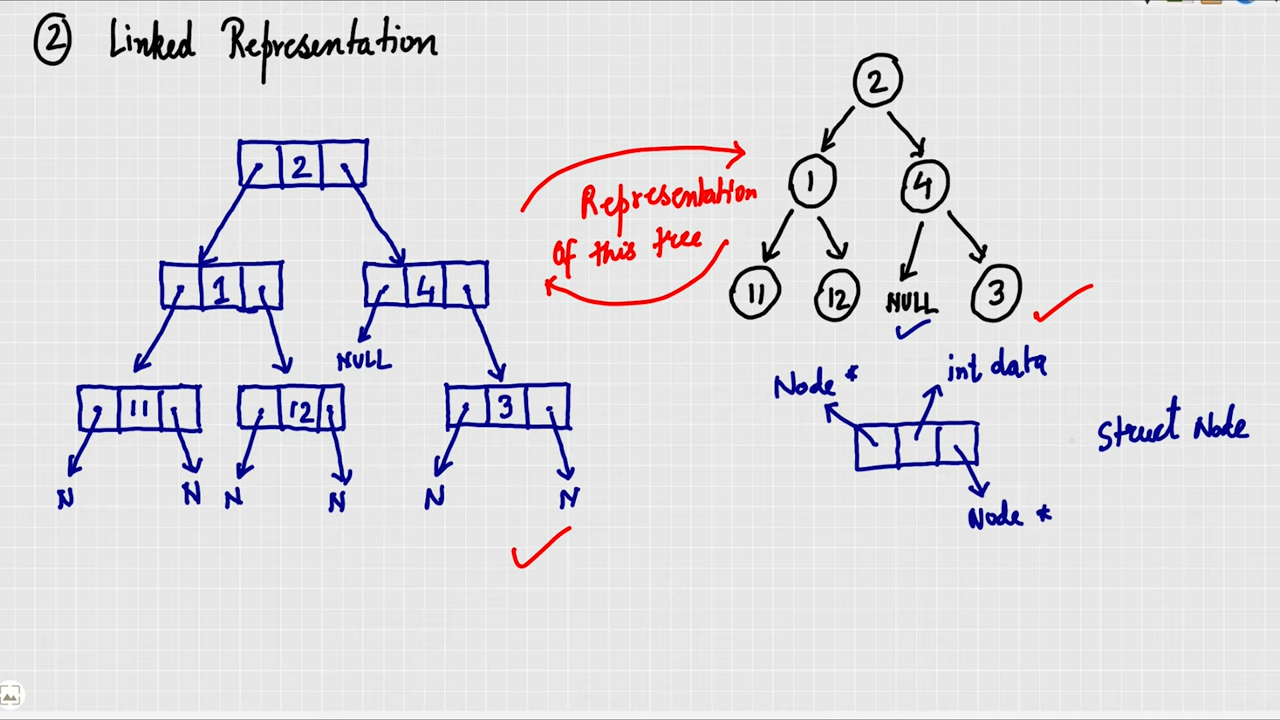 ② Linked Representation
2
1 4
NULL
11 12 3
N N N N N N
Representation
Of this tree
2
1 4
11 12 NULL 3
Node * int data
Struct Node
Node *